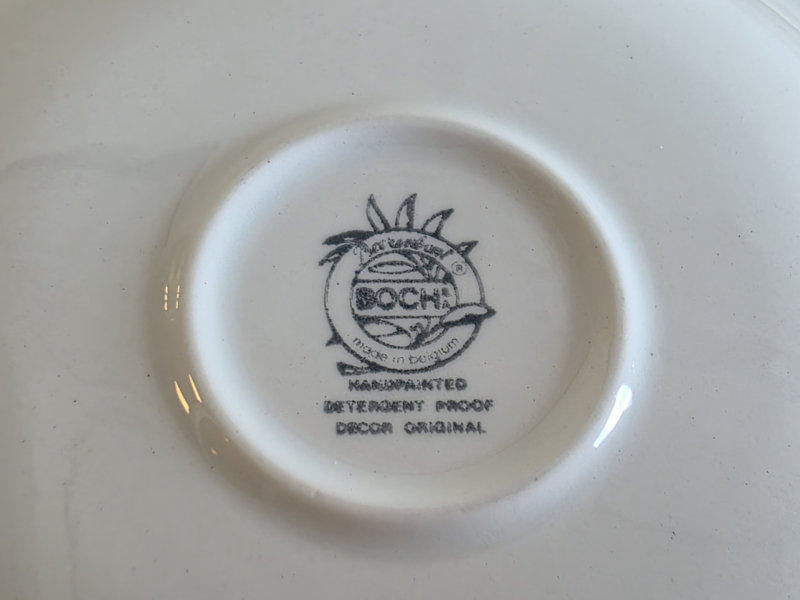 ®
BOCH
made in belgium
HANDPAINTED
DETERGENT PROOF
DECOR ORIGINAL